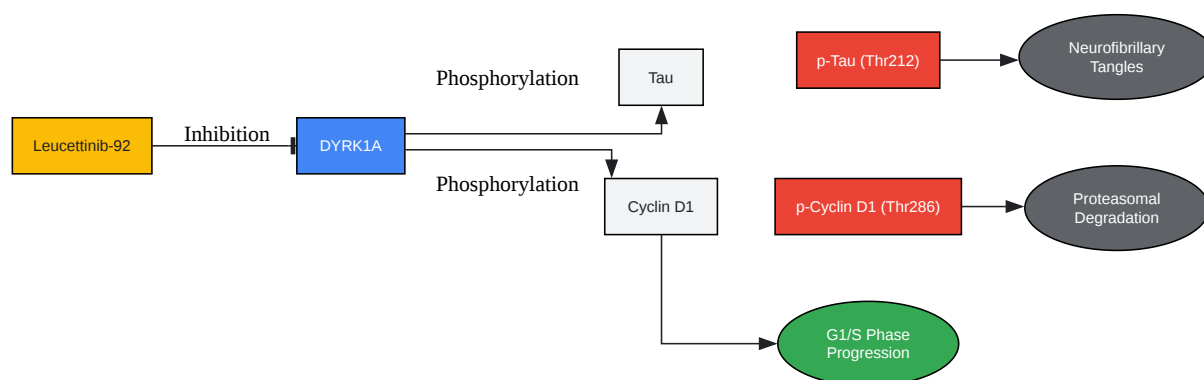 Phosphorylation
Tau
p-Tau (Thr212)
Neurofibrillary
Tangles
Leucettinib-92
Inhibition
DYRK1A
Phosphorylation
Cyclin D1
p-Cyclin D1 (Thr286)
Proteasomal
Degradation
G1/S Phase
Progression